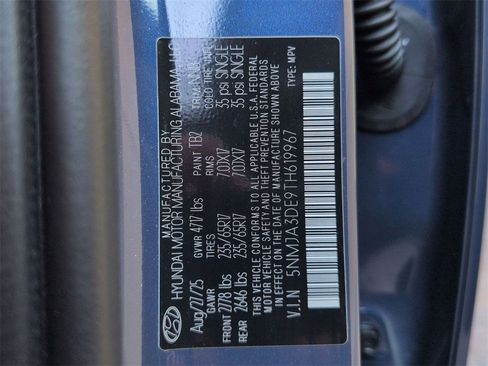 MANUFACTURED BY
HYUNDAI MOTOR MANUFACTURING ALABAMA, LLC
Aug/27/25 GVWR 4717 lbs PAINT TB2
GAWR TIRES RIMS COLD TIRE
FRONT 2778 lbs 235/65R17 7.0JX17 35 psi SINGLE
REAR 2646 lbs 235/65R17 7.0JX17 35 psi SINGLE
THIS VEHICLE CONFORMS TO ALL APPLICABLE U.S.A. FEDERAL
MOTOR VEHICLE SAFETY, BUMPER AND THEFT PREVENTION STANDARDS
IN EFFECT ON THE DATE OF MANUFACTURE SHOWN ABOVE
V.I.N 5NMJA3DE9TH619967 TYPE: MPV